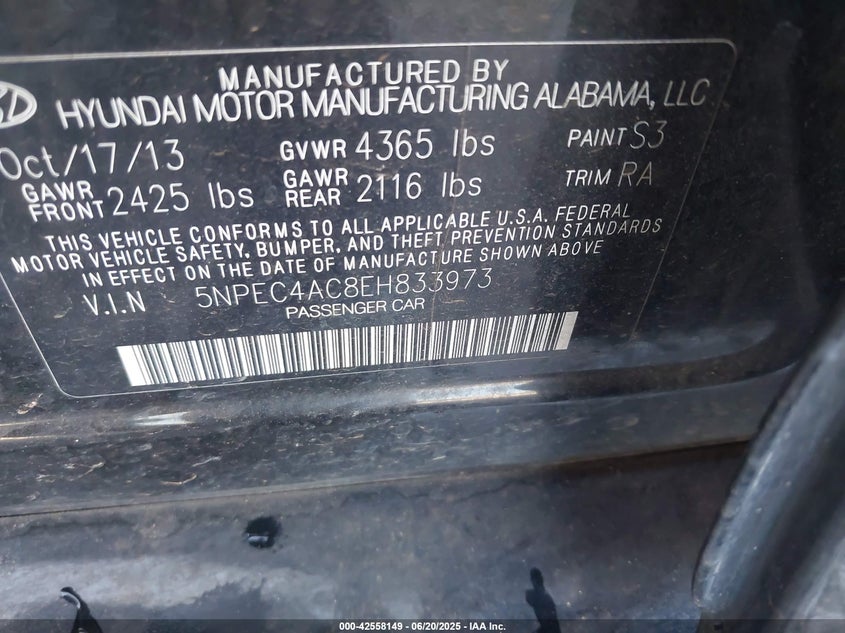 MANUFACTURED BY
HYUNDAI MOTOR MANUFACTURING ALABAMA, LLC
Oct/17/13 GVWR 4365 lbs PAINT S3
GAWR FRONT 2425 lbs GAWR REAR 2116 lbs TRIM RA
THIS VEHICLE CONFORMS TO ALL APPLICABLE U.S.A. FEDERAL
MOTOR VEHICLE SAFETY, BUMPER, AND THEFT PREVENTION STANDARDS
IN EFFECT ON THE DATE OF MANUFACTURE SHOWN ABOVE
V.I.N 5NPEC4AC8EH833973
PASSENGER CAR
000-42558149 - 06/20/2025 - IAA Inc.